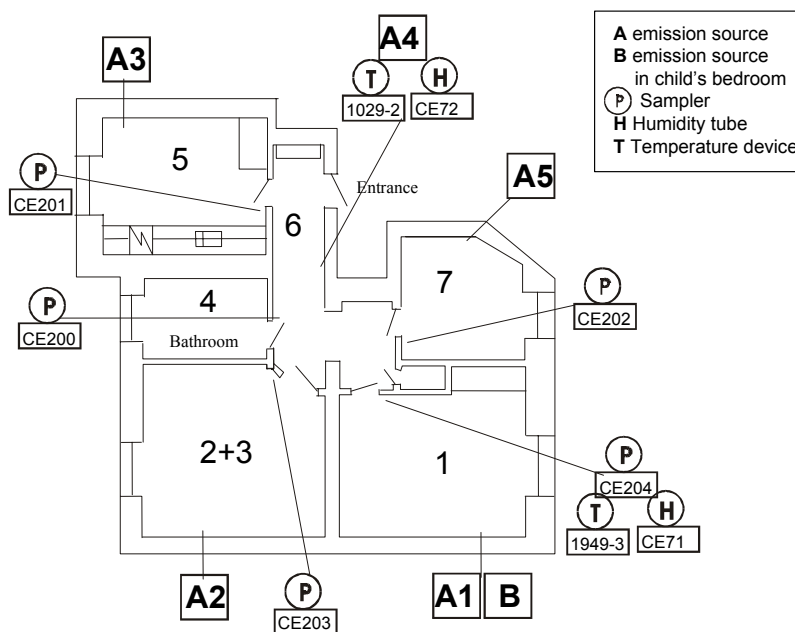 A4
A3
T H
1029-2 CE72
A emission source
B emission source
in child's bedroom
P Sampler
H Humidity tube
T Temperature device
5
P
CE201
Entrance
A5
6
7
4
P
CE200
P
CE202
Bathroom
2+3
1
P
CE204
T H
1949-3 CE71
A2
P
CE203
A1 B